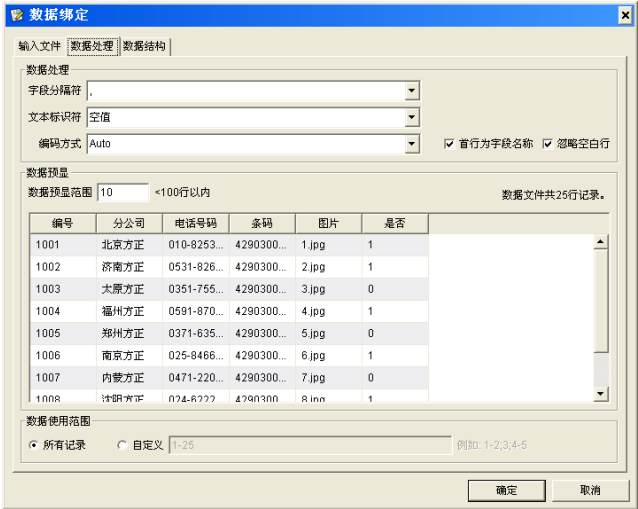 数据绑定
输入文件 数据处理 数据结构
数据处理
字段分隔符 ,
文本标识符 空值
编码方式 Auto
首行为字段名称 忽略空白行
数据预显
数据预显范围 10 <100行以内
数据文件共25行记录。
编号 分公司 电话号码 条码 图片 是否
1001 北京方正 010-8253... 4290300... 1.jpg 1
1002 济南方正 0531-826... 4290300... 2.jpg 1
1003 太原方正 0351-755... 4290300... 3.jpg 0
1004 福州方正 0591-870... 4290300... 4.jpg 1
1005 郑州方正 0371-635... 4290300... 5.jpg 0
1006 南京方正 025-8466... 4290300... 6.jpg 1
1007 内蒙方正 0471-220... 4290300... 7.jpg 0
1008 沈阳方正 024-6222... 4290300... 8.jpg 1
数据使用范围
所有记录 自定义 1-25 例如: 1-2;3;4-5
确定 取消